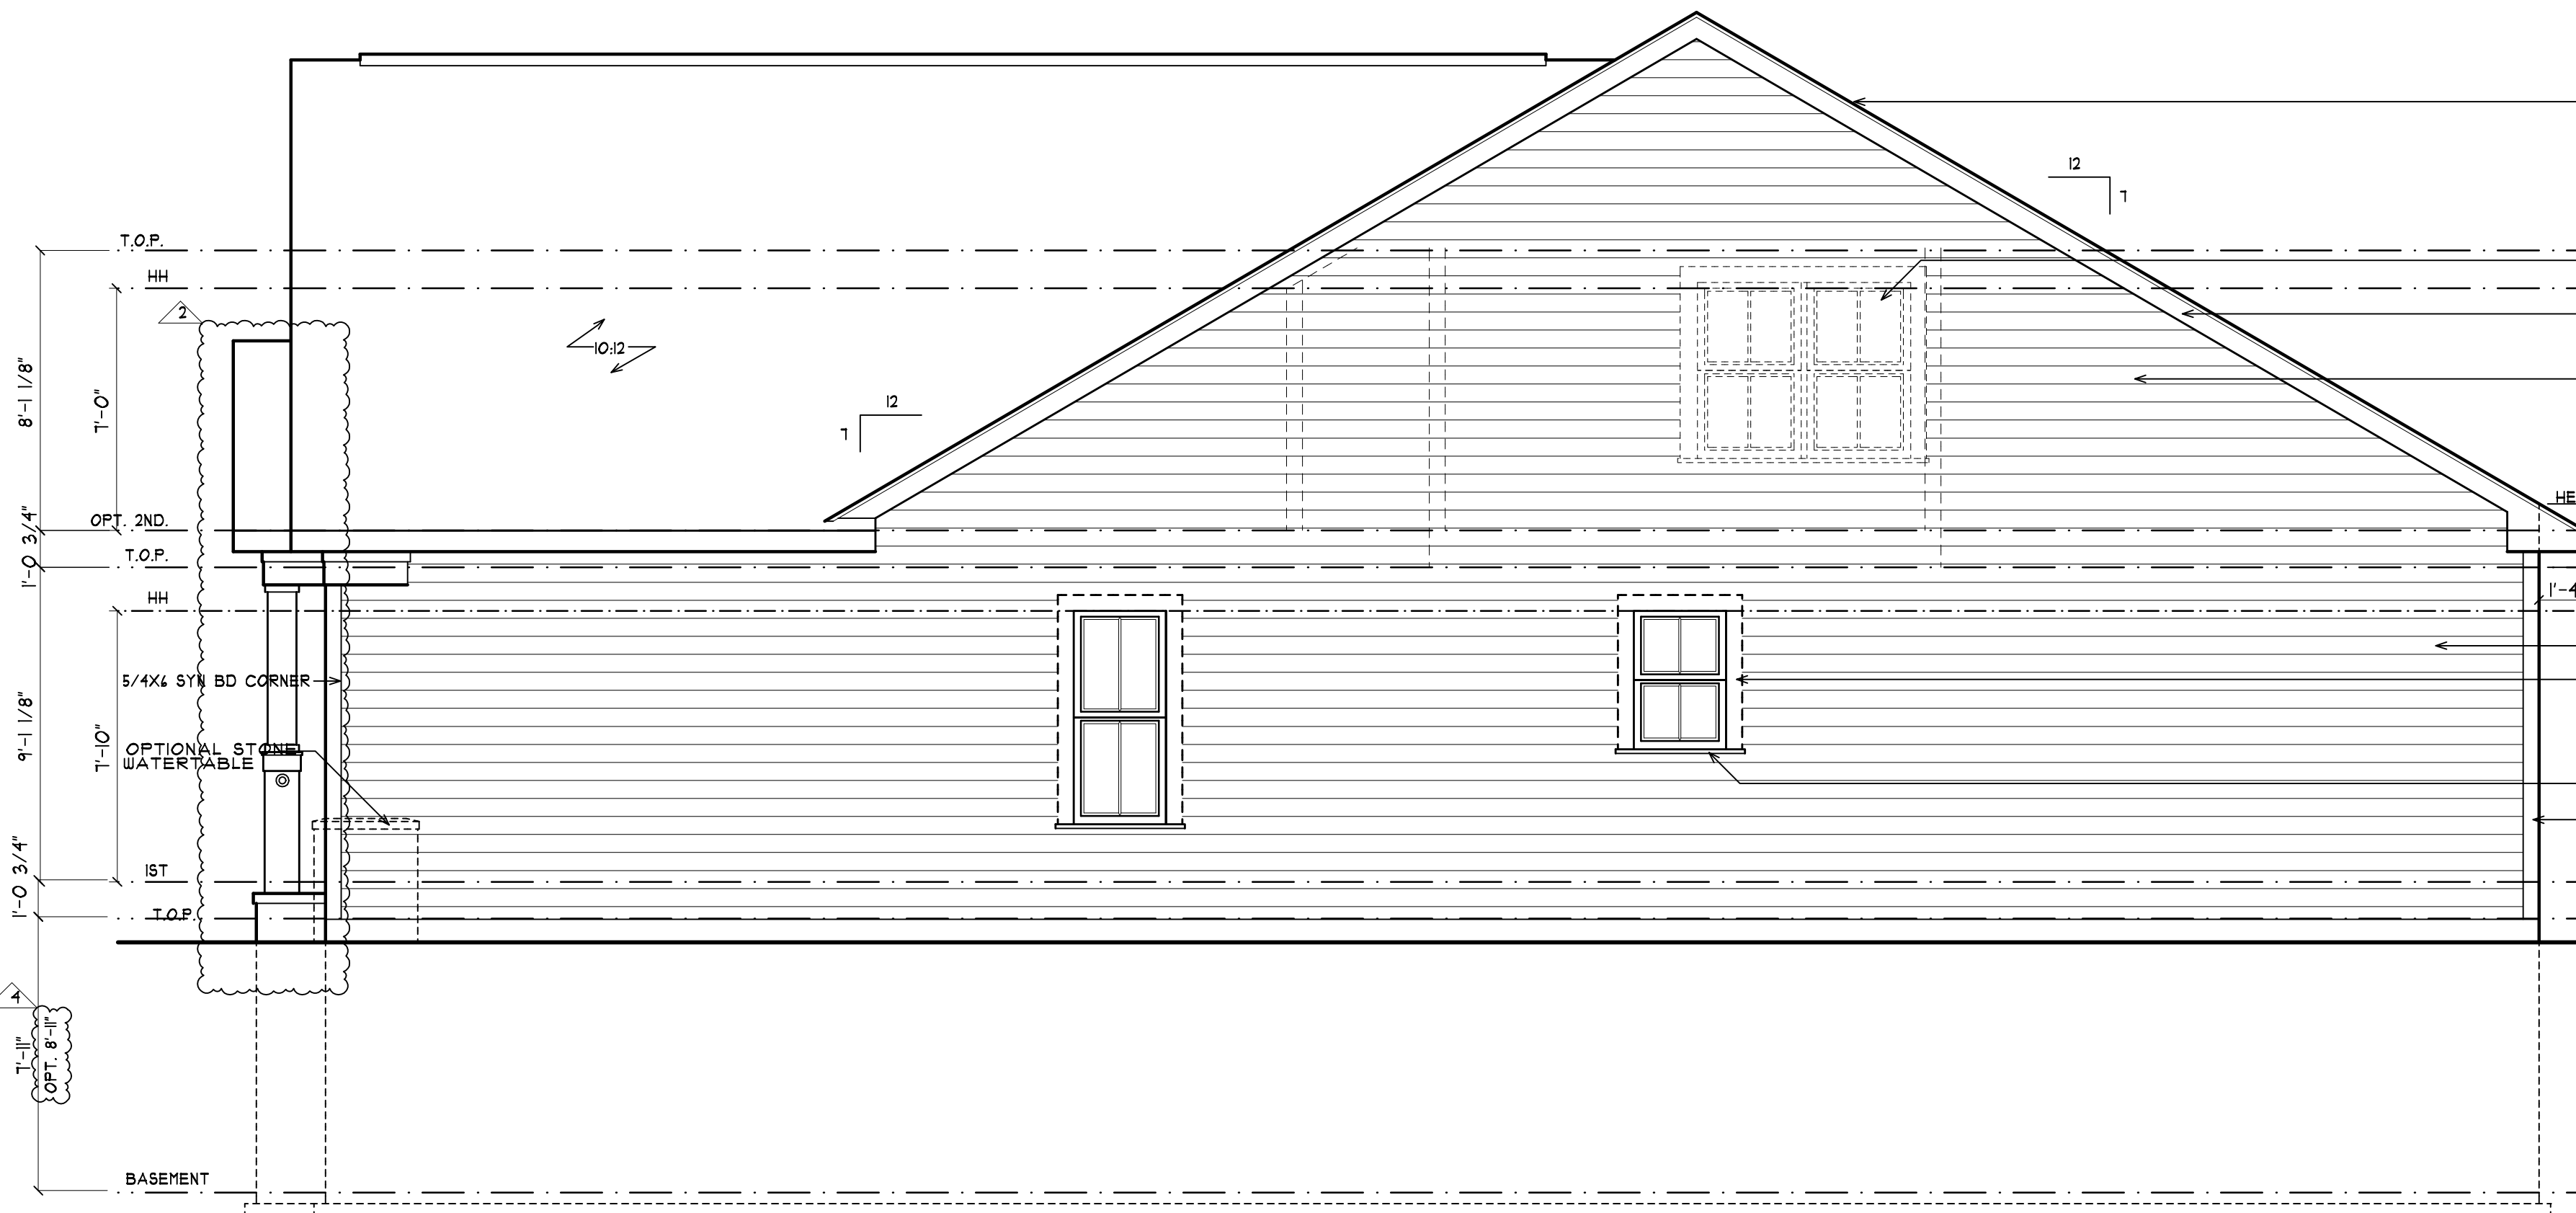 12
7
T.O.P.
HH
2
10:12
8'-1 1/8"
7'-0"
12
7
OPT. 2ND.
HE
1'-0 3/4"
T.O.P.
1'-4
HH
5/4X6 SYN BD CORNER
9'-1 1/8"
7'-10"
OPTIONAL STONE
WATERTABLE
1ST
1'-0 3/4"
T.O.P.
4
7'-11"
OPT. 8'-11"
BASEMENT